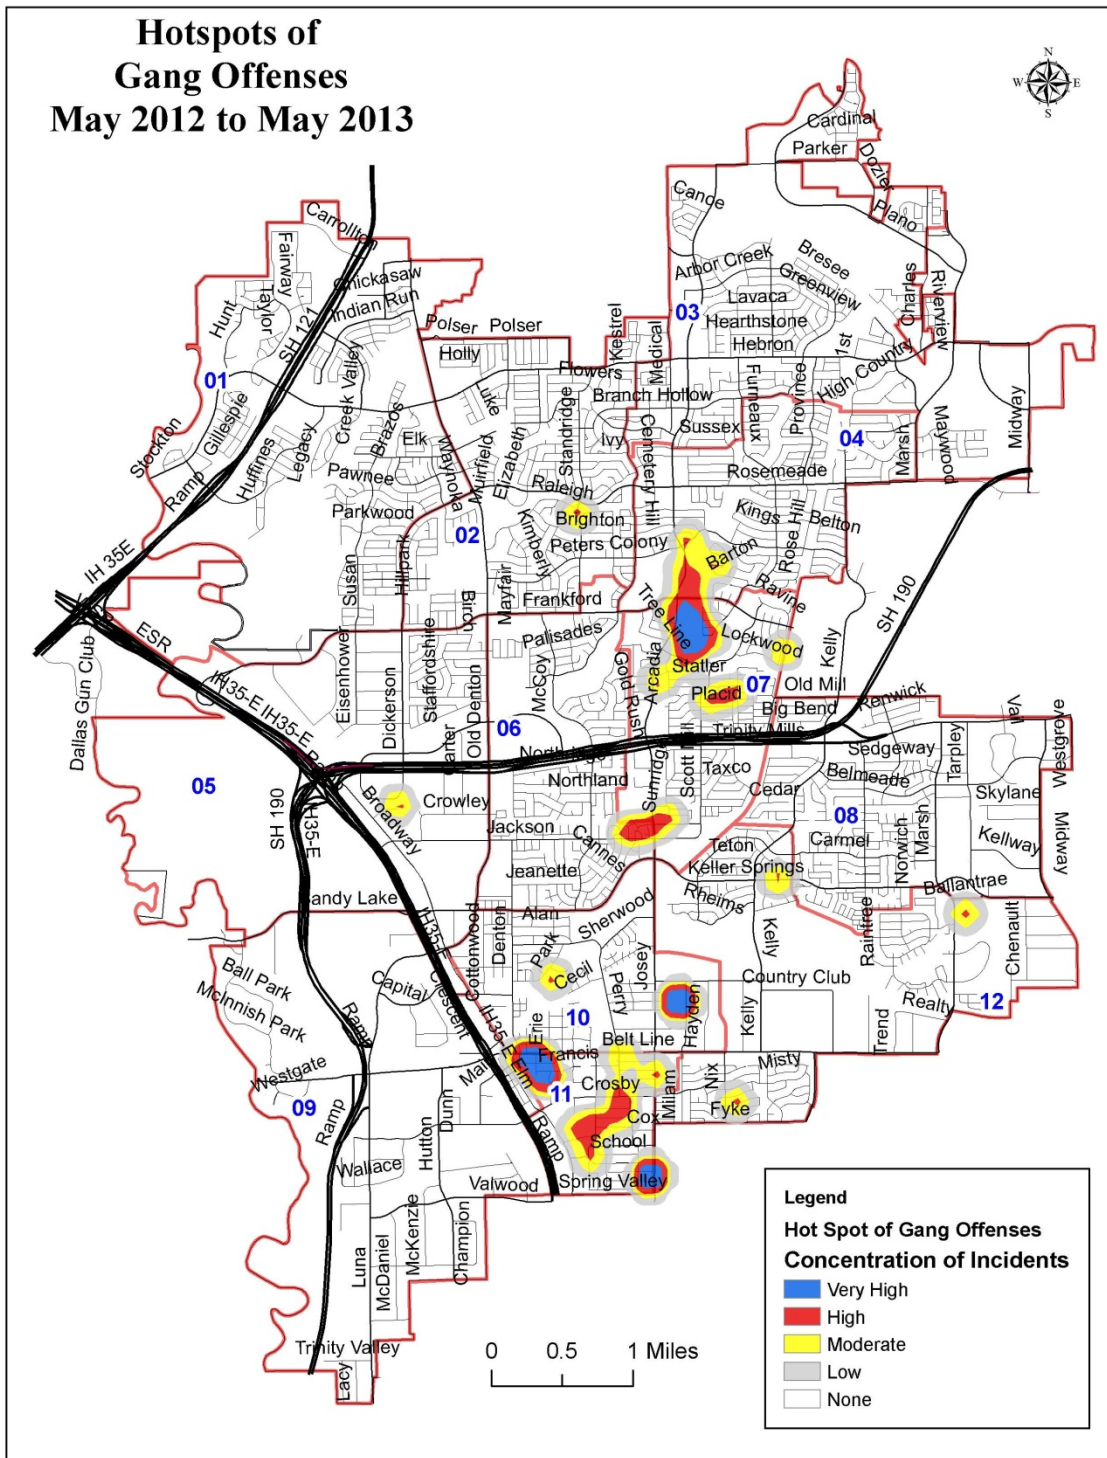 Hotspots of
Gang Offenses
May 2012 to May 2013
N
W E
S
Cardinal
Parker
Dozier
Plano
Canoe
Carrollton
Fairway
Chickasaw
Taylor
Indian Run
Hunt
SH 121
Arbor Creek
Bresee
Greenview
Charles
Riverview
Lavaca
03
Hearthstone
Hebron
1st
Polser Polser
Kestrel
Medical
Holly
Flowers
High Country
01
Creek Valley
Luke
Branch Hollow
Furneaux
Province
Gillespie
Brazos
Standridge
Ivy
Sussex
Stockton
Legacy
Elk
Waynoka
Muirfield
Elizabeth
Cemetery Hill
04
Marsh
Maywood
Midway
Huffines
Pawnee
Raleigh
Rosemeade
Ramp
Parkwood
02
Brighton
Kings
Rose Hill
Belton
Kimberly
Peters Colony
Barton
IH 35E
Susan
Hillpark
Mayfair
Ravine
SH 190
Birch
Frankford
Tree Line
ESR
Palisades
Lockwood
Kelly
Dallas Gun Club
Eisenhower
Staffordshire
McCoy
Gold Rush
Arcadia
Statler
IH35-E IH35-E
Dickerson
Old Denton
Placid
07
Old Mill
Big Bend
Renwick
Vail
06
Trinity Mills
Westgrove
Sedgeway
Tarpley
05
Northland
Sunridge
Scott Mill
Taxco
Belmeade
Cedar
Skylane
SH 190
IH35-E
Broadway
Crowley
08
Jackson
Cannes
Carmel
Norwich
Marsh
Kellway
Midway
Teton
Jeanette
Keller Springs
Ballantrae
Sandy Lake
Rheims
Alan
Sherwood
IH35-E
Cottonwood
Denton
Park
Kelly
Raintree
Chenault
Ball Park
Cecil
Perry
Josey
Country Club
McInnish Park
Capital
Realty
12
Ramp
10
Hayden
Kelly
Trend
Erie
Belt Line
IH35-E
Elm
Francis
Misty
Westgate
Main
Crosby
Nix
11
Milam
09
Ramp
Dunn
Cox
Fyke
Hutton
Ramp
School
Wallace
Valwood
Spring Valley
McKenzie
Champion
Luna
McDaniel
Trinity Valley
Lacy
0 0.5 1 Miles
Legend
Hot Spot of Gang Offenses
Concentration of Incidents
Very High
High
Moderate
Low
None